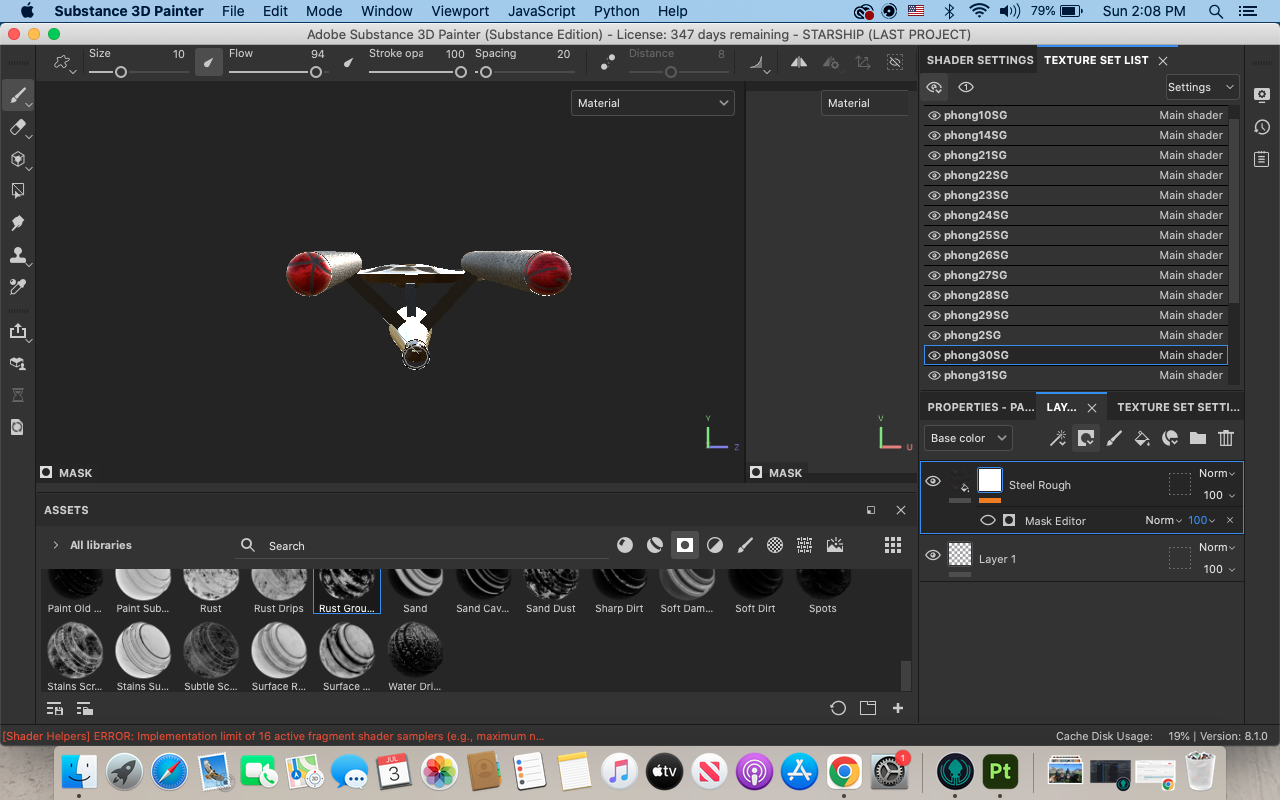 Substance 3D Painter File Edit Mode Window Viewport JavaScript Python Help 79% Sun 2:08 PM
Adobe Substance 3D Painter (Substance Edition) - License: 347 days remaining - STARSHIP (LAST PROJECT)
Size 10 Flow 94 Stroke opa 100 Spacing 20 Distance 8
SHADER SETTINGS TEXTURE SET LIST
Settings
Material
Material
phong10SG Main shader
phong14SG Main shader
phong21SG Main shader
phong22SG Main shader
phong23SG Main shader
phong24SG Main shader
phong25SG Main shader
phong26SG Main shader
phong27SG Main shader
phong28SG Main shader
phong29SG Main shader
phong2SG Main shader
phong30SG Main shader
phong31SG Main shader
Y
Z
V
U
MASK
MASK
PROPERTIES - PA... LAY... TEXTURE SET SETTI...
Base color
Steel Rough Norm
100
Mask Editor Norm 100
Layer 1 Norm
100
ASSETS
All libraries Search
Paint Old ... Paint Sub... Rust Rust Drips Rust Grou... Sand Sand Cav... Sand Dust Sharp Dirt Soft Dam... Soft Dirt Spots
Stains Scr... Stains Su... Subtle Sc... Surface R... Surface ... Water Dri...
[Shader Helpers] ERROR: Implementation limit of 16 active fragment shader samplers (e.g., maximum n...
Cache Disk Usage: 19% | Version: 8.1.0
JUL
3
tv
1
Pt